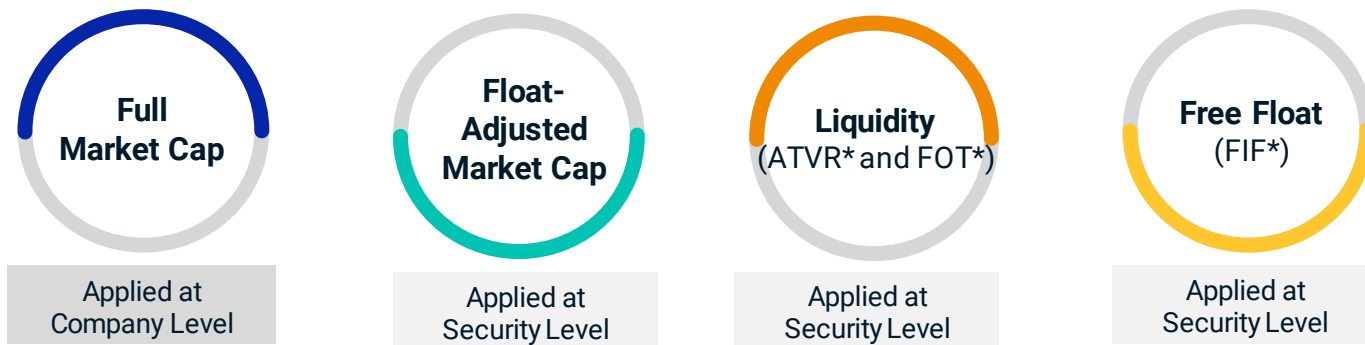 Full
Market Cap
Applied at
Company Level
Float-
Adjusted
Market Cap
Applied at
Security Level
Liquidity
(ATVR* and FOT*)
Applied at
Security Level
Free Float
(FIF*)
Applied at
Security Level